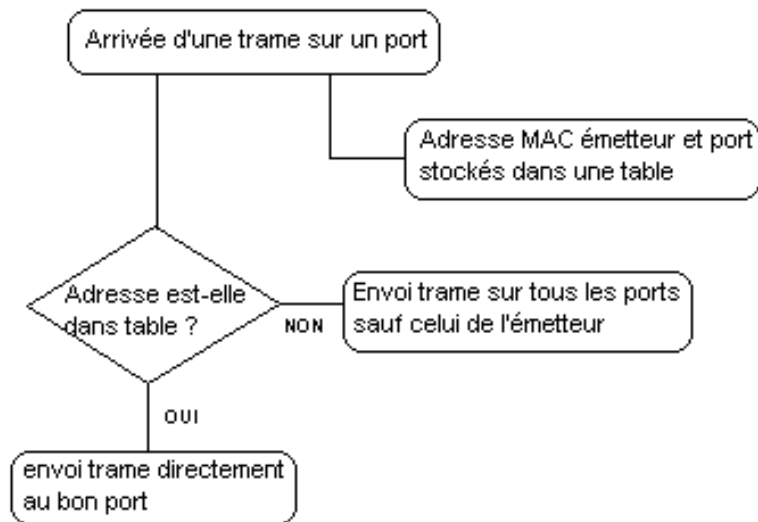 Arrivée d'une trame sur un port
Adresse MAC émetteur et port
stockés dans une table
Adresse est-elle
dans table ?
NON
Envoi trame sur tous les ports
sauf celui de l'émetteur
OUI
envoi trame directement
au bon port